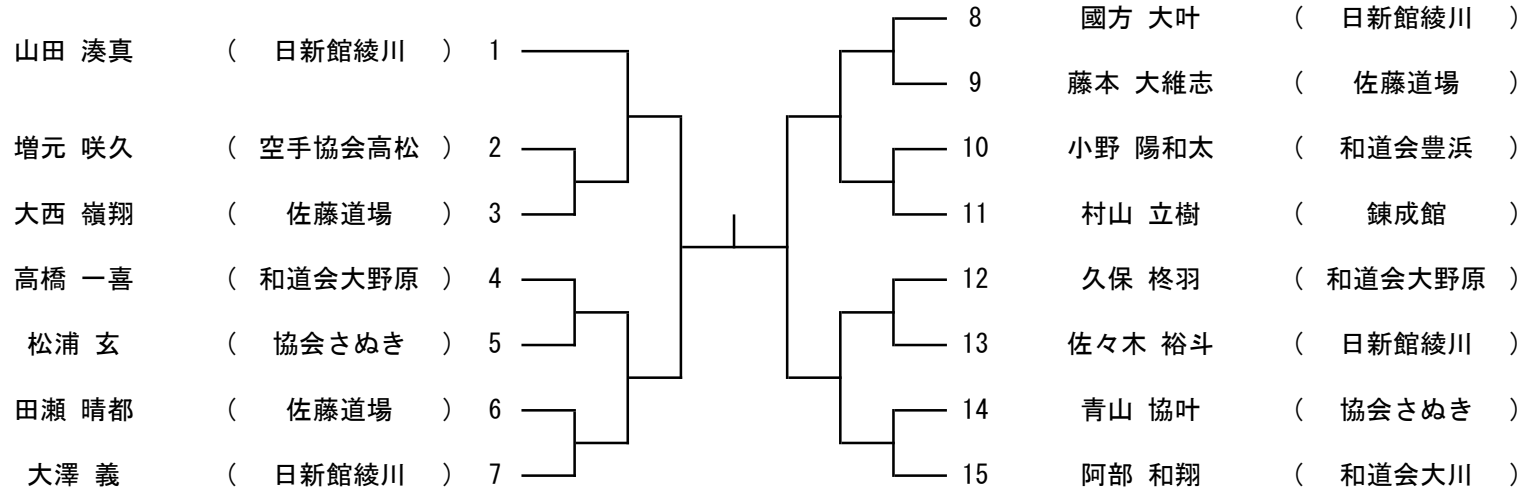 山田 湊真 ( 日新館綾川 ) 1
増元 咲久 ( 空手協会高松 ) 2
大西 嶺翔 ( 佐藤道場 ) 3
高橋 一喜 ( 和道会大野原 ) 4
松浦 玄 ( 協会さぬき ) 5
田瀬 晴都 ( 佐藤道場 ) 6
大澤 義 ( 日新館綾川 ) 7
8 國方 大叶 ( 日新館綾川 )
9 藤本 大維志 ( 佐藤道場 )
10 小野 陽和太 ( 和道会豊浜 )
11 村山 立樹 ( 錬成館 )
12 久保 柊羽 ( 和道会大野原 )
13 佐々木 裕斗 ( 日新館綾川 )
14 青山 協叶 ( 協会さぬき )
15 阿部 和翔 ( 和道会大川 )